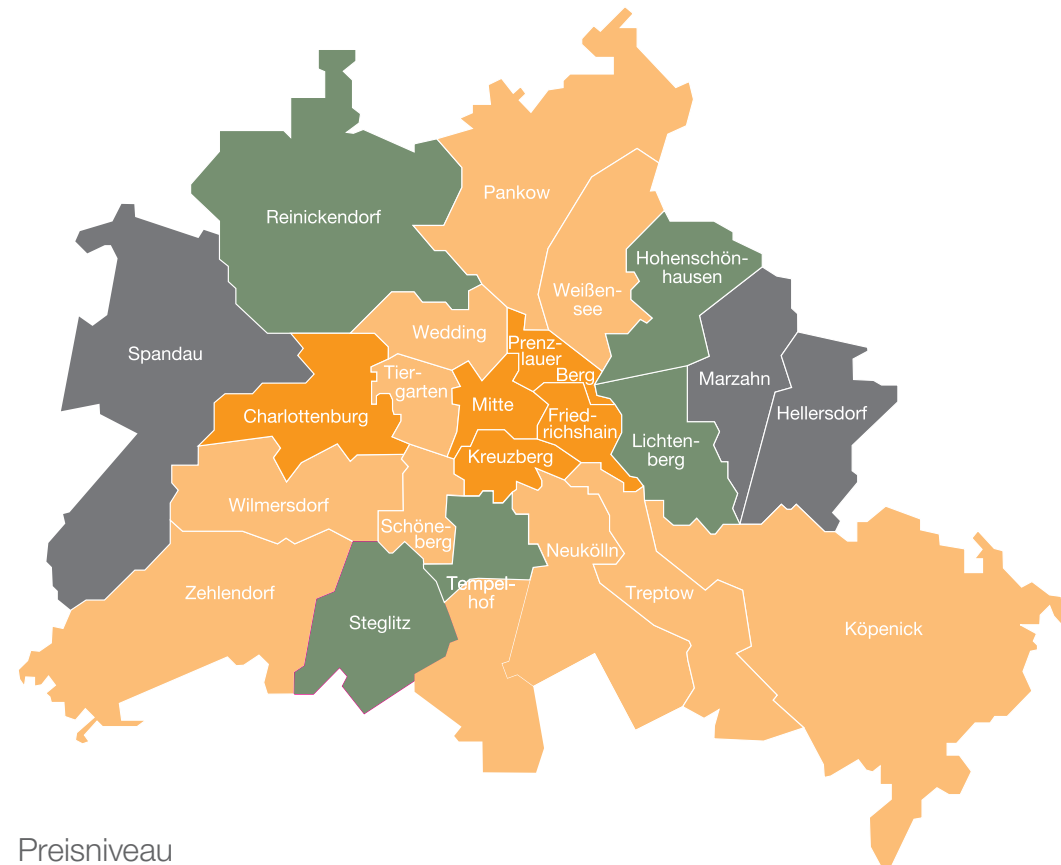 Pankow
Reinickendorf
Hohenschön-
hausen
Weißen-
see
Wedding
Prenz-
lauer
Berg
Spandau
Tier-
garten
Marzahn
Mitte
Charlottenburg
Fried-
richshain
Hellersdorf
Lichten-
berg
Kreuzberg
Wilmersdorf
Schöne-
berg
Neukölln
Zehlendorf
Tempel-
hof
Treptow
Steglitz
Köpenick
Preisniveau